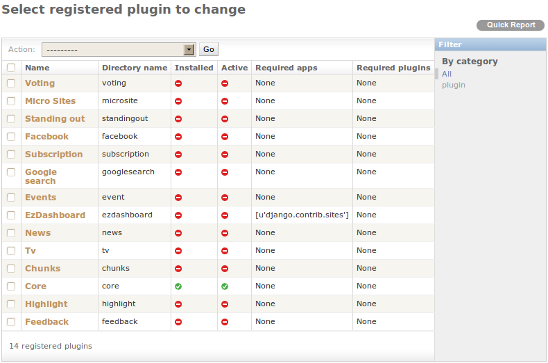 Select registered plugin to change
Quick Report
Action: --------- Go
Filter
By category
All
plugin
Name Directory name Installed Active Required apps Required plugins
Voting voting None None
Micro Sites microsite None None
Standing out standingout None None
Facebook facebook None None
Subscription subscription None None
Google
search googlesearch None None
Events event None None
EzDashboard ezdashboard [u'django.contrib.sites'] None
News news None None
Tv tv None None
Chunks chunks None None
Core core None None
Highlight highlight None None
Feedback feedback None None
14 registered plugins